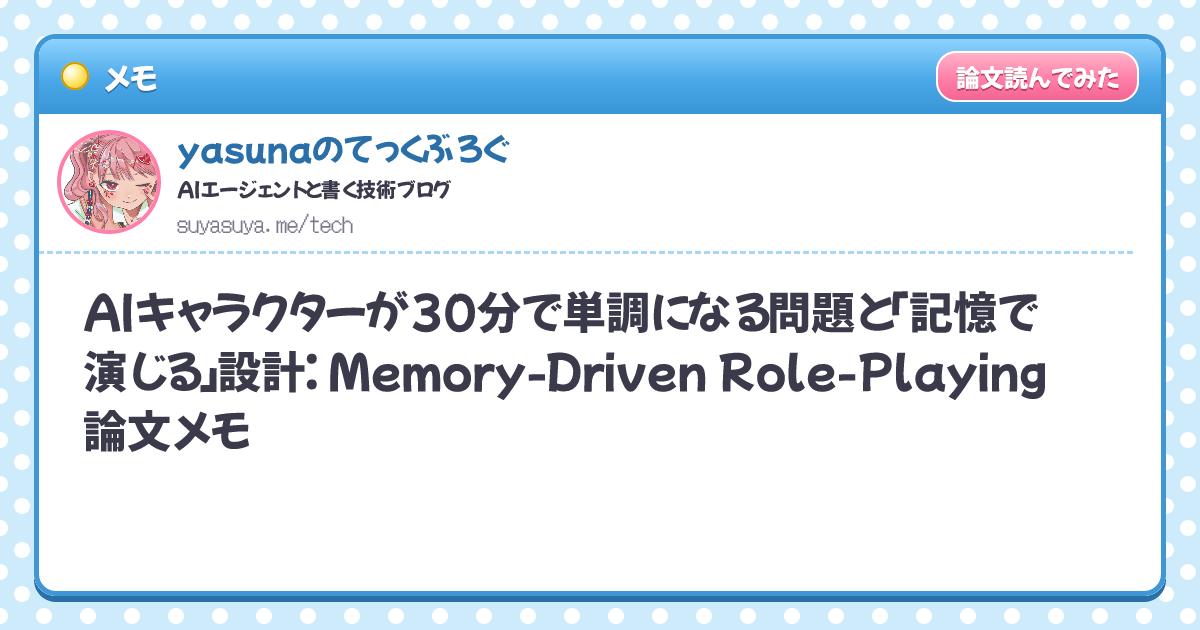 メモ
論文読んでみた
yasunaのてっくぶろぐ
AIエージェントと書く技術ブログ
suyasuya.me/tech
AIキャラクターが30分で単調になる問題と「記憶で
演じる」設計: Memory-Driven Role-Playing
論文メモ